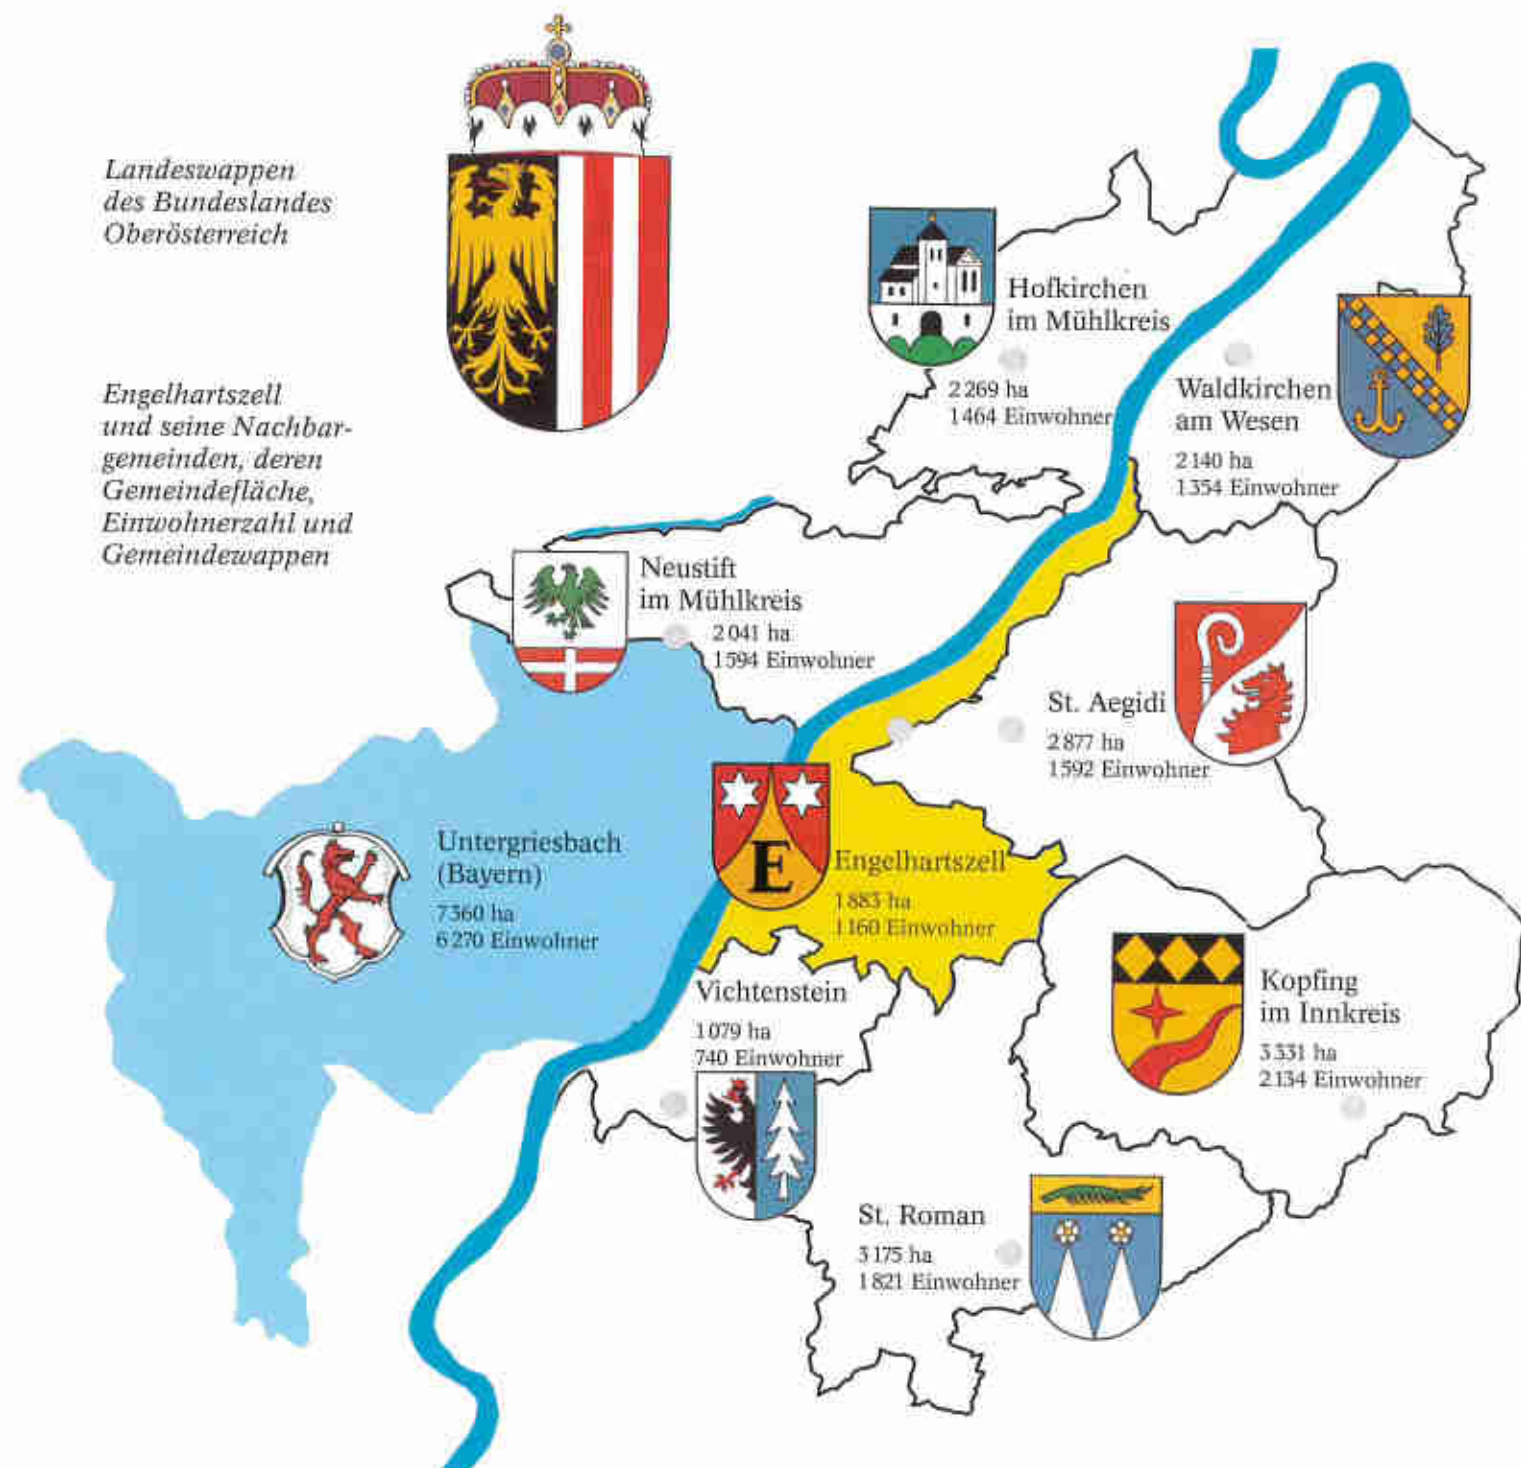 Landeswappen
des Bundeslandes
Oberösterreich
Engelhartszell
und seine Nachbar-
gemeinden, deren
Gemeindefläche,
Einwohnerzahl und
Gemeindewappen
Hofkirchen
im Mühlkreis
2 269 ha
1 464 Einwohner
Waldkirchen
am Wesen
2 140 ha
1 354 Einwohner
Neustift
im Mühlkreis
2 041 ha
1 594 Einwohner
St. Aegidi
2 877 ha
1 592 Einwohner
Untergriesbach
(Bayern)
7 360 ha
6 270 Einwohner
E
Engelhartszell
1 883 ha
1 160 Einwohner
Vichtenstein
1 079 ha
740 Einwohner
Kopfing
im Innkreis
3 331 ha
2 134 Einwohner
St. Roman
3 175 ha
1 821 Einwohner